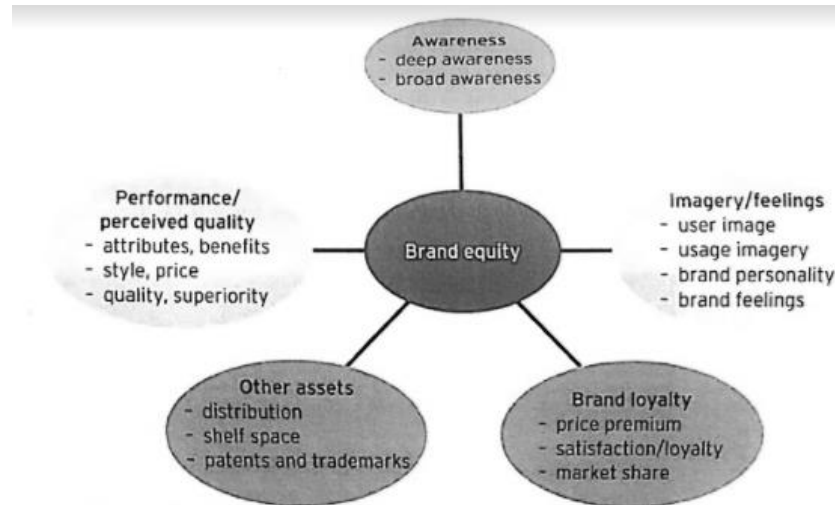 Awareness
- deep awareness
- broad awareness
Performance/
perceived quality
- attributes, benefits
- style, price
- quality, superiority
Brand equity
Imagery/feelings
- user image
- usage imagery
- brand personality
- brand feelings
Other assets
- distribution
- shelf space
- patents and trademarks
Brand loyalty
- price premium
- satisfaction/loyalty
- market share